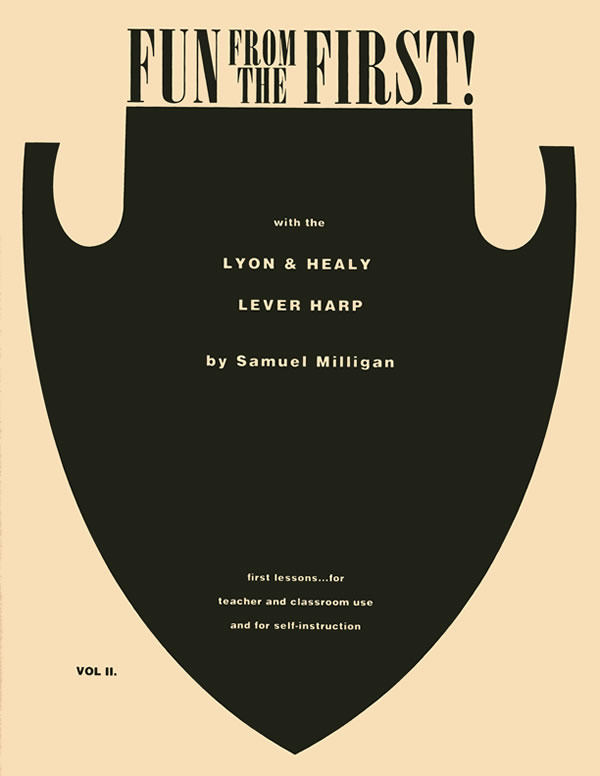 FUN FROM THE FIRST!
with the
LYON & HEALY
LEVER HARP
by Samuel Milligan
first lessons...for
teacher and classroom use
and for self-instruction
VOL II.